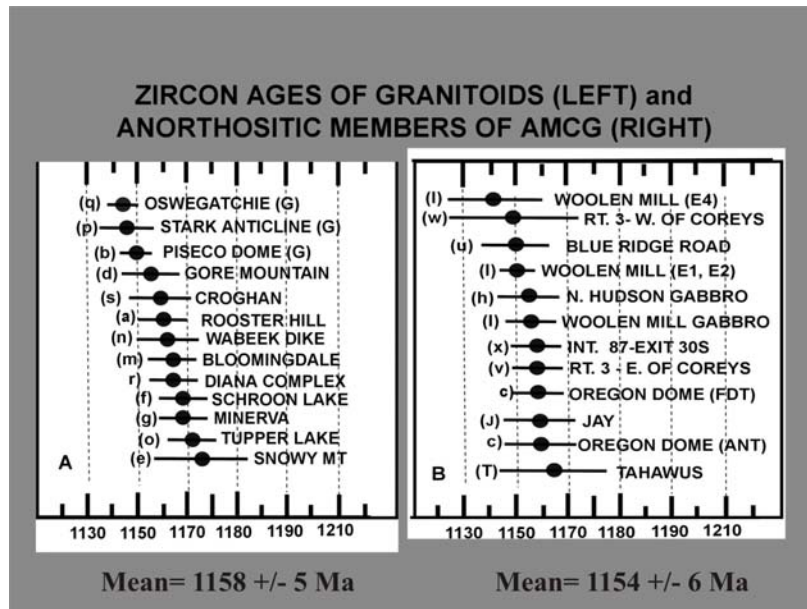 ZIRCON AGES OF GRANITOIDS (LEFT) and
ANORTHOSITIC MEMBERS OF AMCG (RIGHT)
(q) OSWEGATCHIE (G)
(p) STARK ANTICLINE (G)
(b) PISECO DOME (G)
(d) GORE MOUNTAIN
(s) CROGHAN
(a) ROOSTER HILL
(n) WABEEK DIKE
(m) BLOOMINGDALE
r) DIANA COMPLEX
(f) SCHROON LAKE
(g) MINERVA
(o) TUPPER LAKE
(e) SNOWY MT
A
1130 1150 1170 1180 1190 1210
(l) WOOLEN MILL (E4)
(w) RT. 3- W. OF COREYS
(u) BLUE RIDGE ROAD
(l) WOOLEN MILL (E1, E2)
(h) N. HUDSON GABBRO
(l) WOOLEN MILL GABBRO
(x) INT. 87-EXIT 30S
(v) RT. 3 - E. OF COREYS
c) OREGON DOME (FDT)
(J) JAY
c) OREGON DOME (ANT)
(T) TAHAWUS
B
1130 1150 1170 1180 1190 1210
Mean= 1158 +/- 5 Ma
Mean= 1154 +/- 6 Ma